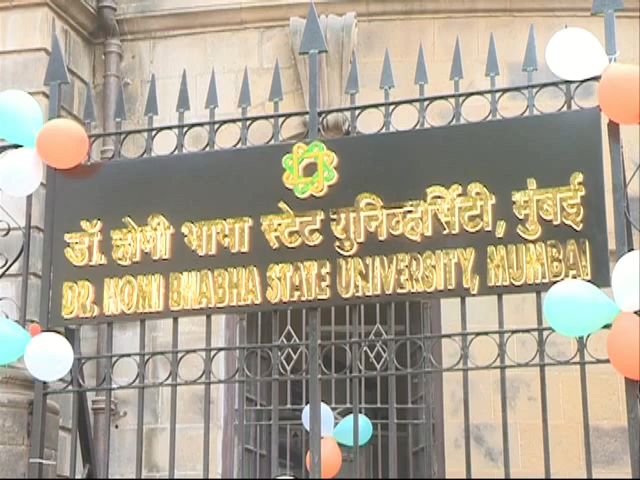 डॉ. होमी भाभा स्टेट युनिव्हर्सिटी, मुंबई
DR. HOMI BHABHA STATE UNIVERSITY, MUMBAI